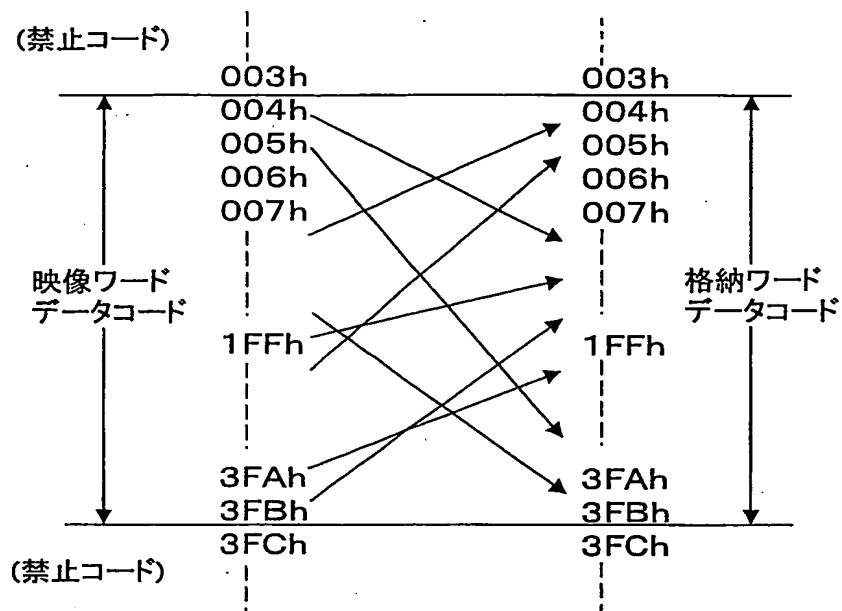 (禁止コード)
003h 003h
004h 004h
005h 005h
006h 006h
007h 007h
映像ワード
データコード
格納ワード
データコード
1FFh 1FFh
3FAh 3FAh
3FBh 3FBh
3FCh 3FCh
(禁止コード)